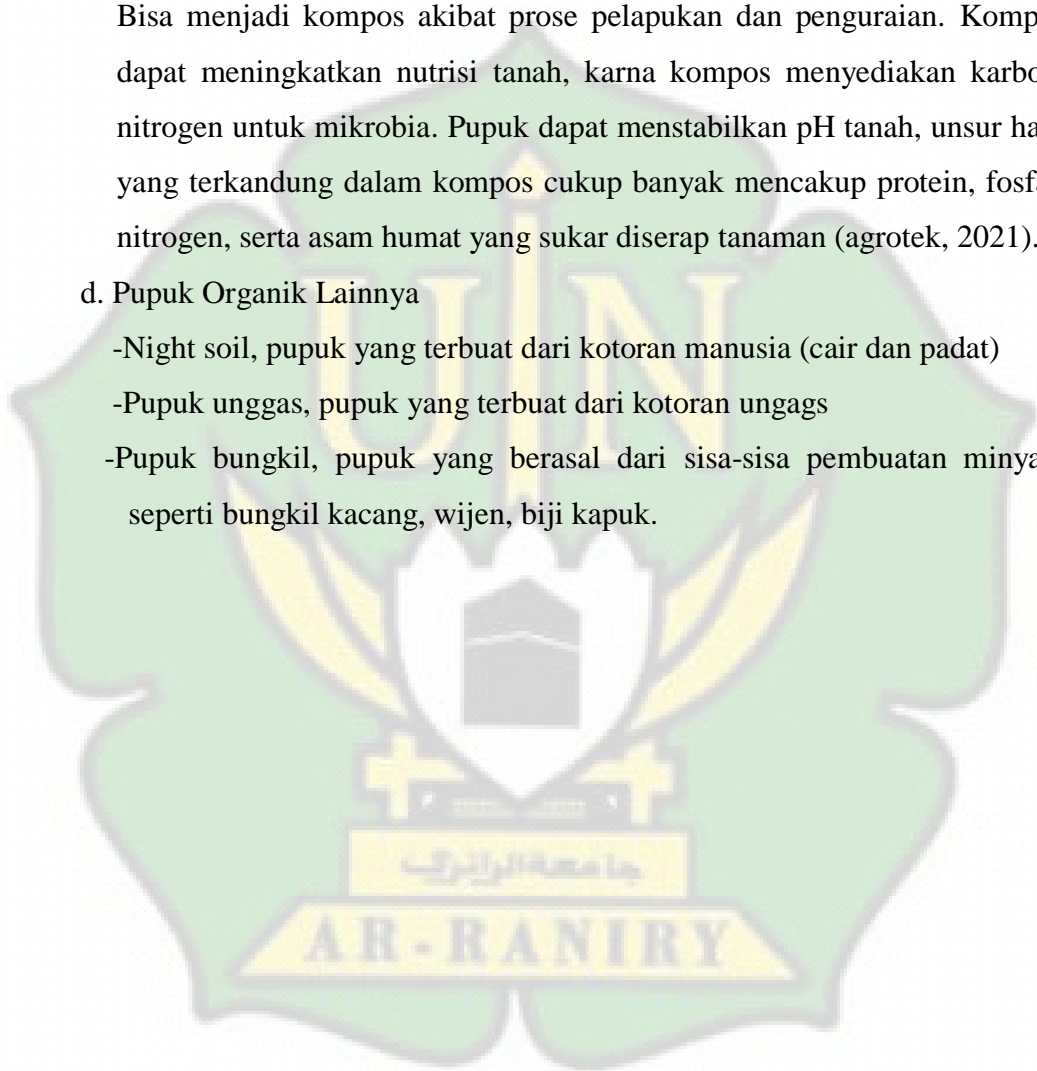 Bisa menjadi kompos akibat prose pelapukan dan penguraian. Komp
dapat meningkatkan nutrisi tanah, karna kompos menyediakan karbo
nitrogen untuk mikrobia. Pupuk dapat menstabilkan pH tanah, unsur ha
yang terkandung dalam kompos cukup banyak mencakup protein, fosf
nitrogen, serta asam humat yang sukar diserap tanaman (agrotek, 2021).
d. Pupuk Organik Lainnya
-Night soil, pupuk yang terbuat dari kotoran manusia (cair dan padat)
-Pupuk unggas, pupuk yang terbuat dari kotoran ungags
-Pupuk bungkil, pupuk yang berasal dari sisa-sisa pembuatan minya
seperti bungkil kacang, wijen, biji kapuk.
UIN
جامعة الرانري
AR-RANIRY